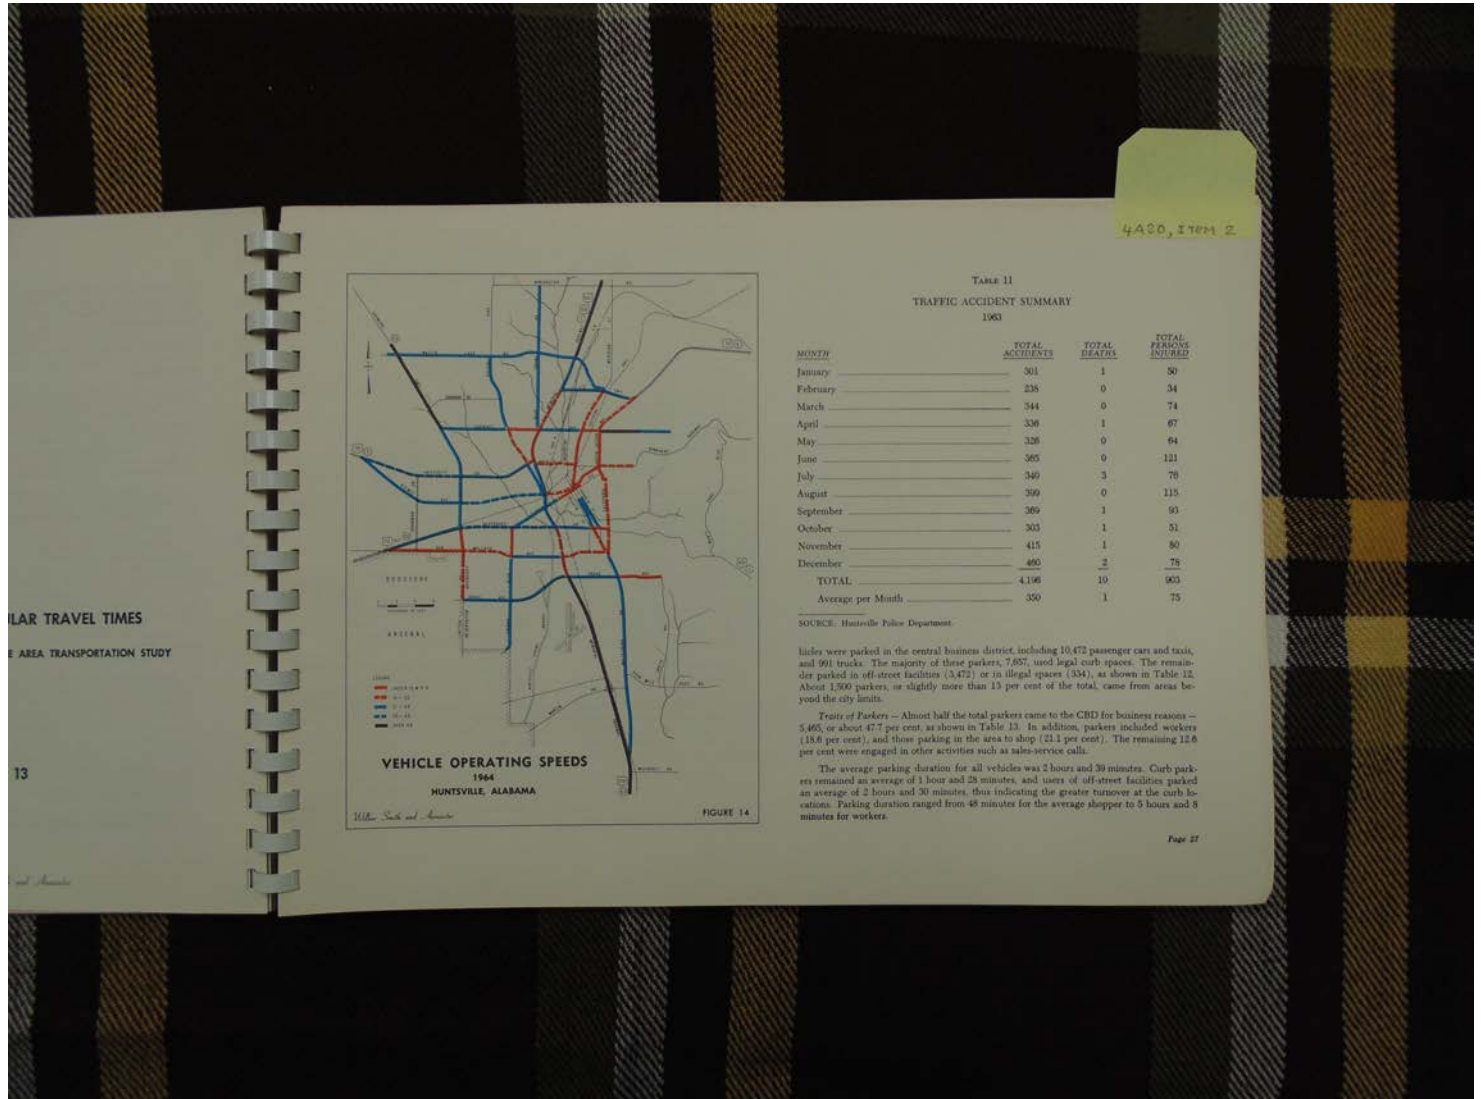 4A20, ITEM 2
LAR TRAVEL TIMES
E AREA TRANSPORTATION STUDY
13
and Associates
VEHICLE OPERATING SPEEDS
1964
HUNTSVILLE, ALABAMA
Wilbur Smith and Associates
FIGURE 14
REDSTONE
ARSENAL
LEGEND
TABLE 11
TRAFFIC ACCIDENT SUMMARY
1963
MONTH TOTAL ACCIDENTS TOTAL DEATHS TOTAL PERSONS INJURED
January 301 1 50
February 238 0 34
March 344 0 74
April 336 1 67
May 326 0 64
June 365 0 121
July 340 3 76
August 399 0 115
September 369 1 93
October 303 1 51
November 415 1 80
December 460 2 78
TOTAL 4,196 10 903
Average per Month 350 1 75
SOURCE: Huntsville Police Department.
hicles were parked in the central business district, including 10,472 passenger cars and taxis,
and 991 trucks. The majority of these parkers, 7,657, used legal curb spaces. The remain-
der parked in off-street facilities (3,472) or in illegal spaces (334), as shown in Table 12.
About 1,500 parkers, or slightly more than 13 per cent of the total, came from areas be-
yond the city limits.
Traits of Parkers — Almost half the total parkers came to the CBD for business reasons —
5,465, or about 47.7 per cent, as shown in Table 13. In addition, parkers included workers
(18.6 per cent), and those parking in the area to shop (21.1 per cent). The remaining 12.6
per cent were engaged in other activities such as sales-service calls.
The average parking duration for all vehicles was 2 hours and 39 minutes. Curb park-
ers remained an average of 1 hour and 28 minutes, and users of off-street facilities parked
an average of 2 hours and 30 minutes, thus indicating the greater turnover at the curb lo-
cations. Parking duration ranged from 48 minutes for the average shopper to 5 hours and 8
minutes for workers.
Page 27